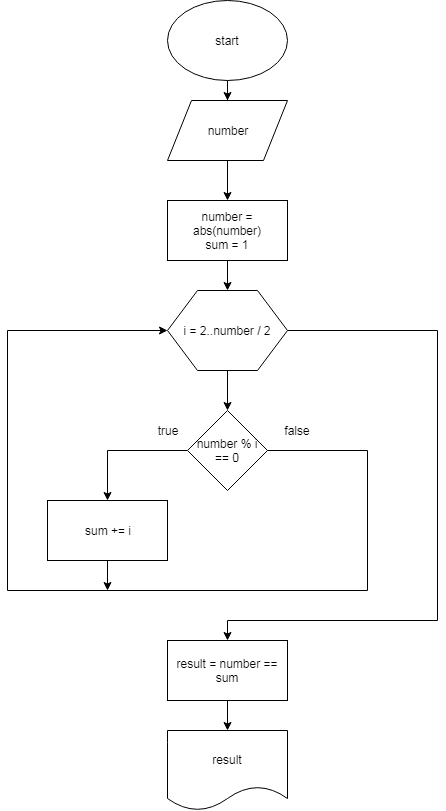 start
number
number =
abs(number)
sum = 1
i = 2..number / 2
true
false
number % i
== 0
sum += i
result = number ==
sum
result